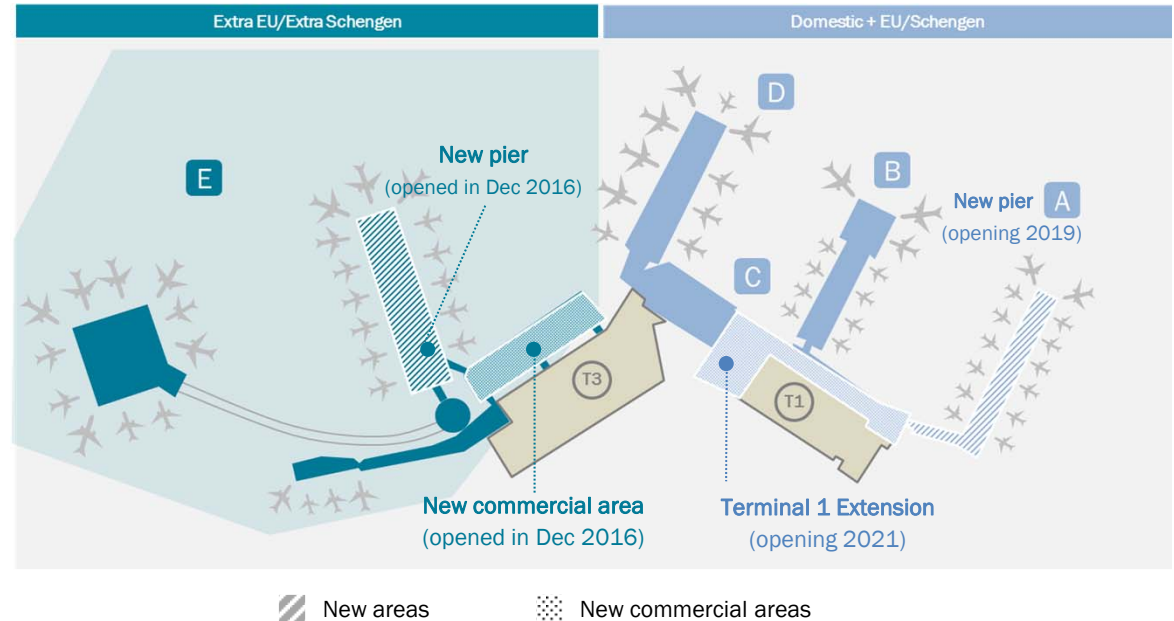 Extra EU/Extra Schengen
Domestic + EU/Schengen
D
New pier
(opened in Dec 2016)
E
B
New pier
A
(opening 2019)
C
T3
T1
New commercial area
(opened in Dec 2016)
Terminal 1 Extension
(opening 2021)
New areas
New commercial areas